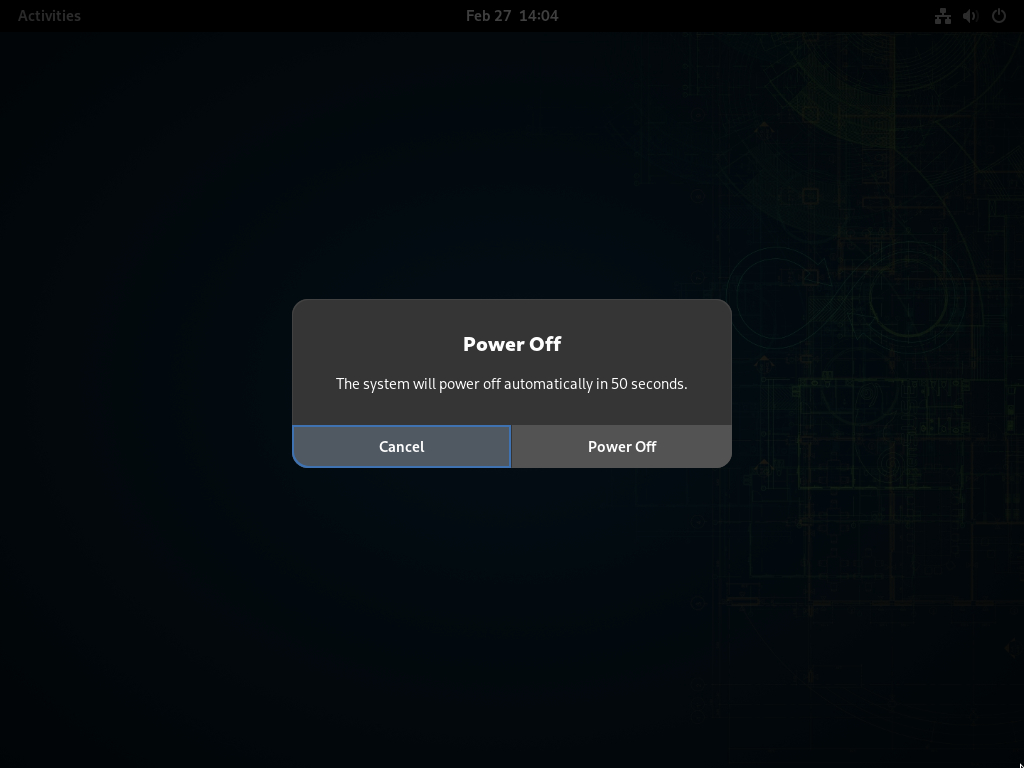 Activities
Feb 27 14:04
Power Off
The system will power off automatically in 50 seconds.
Cancel
Power Off